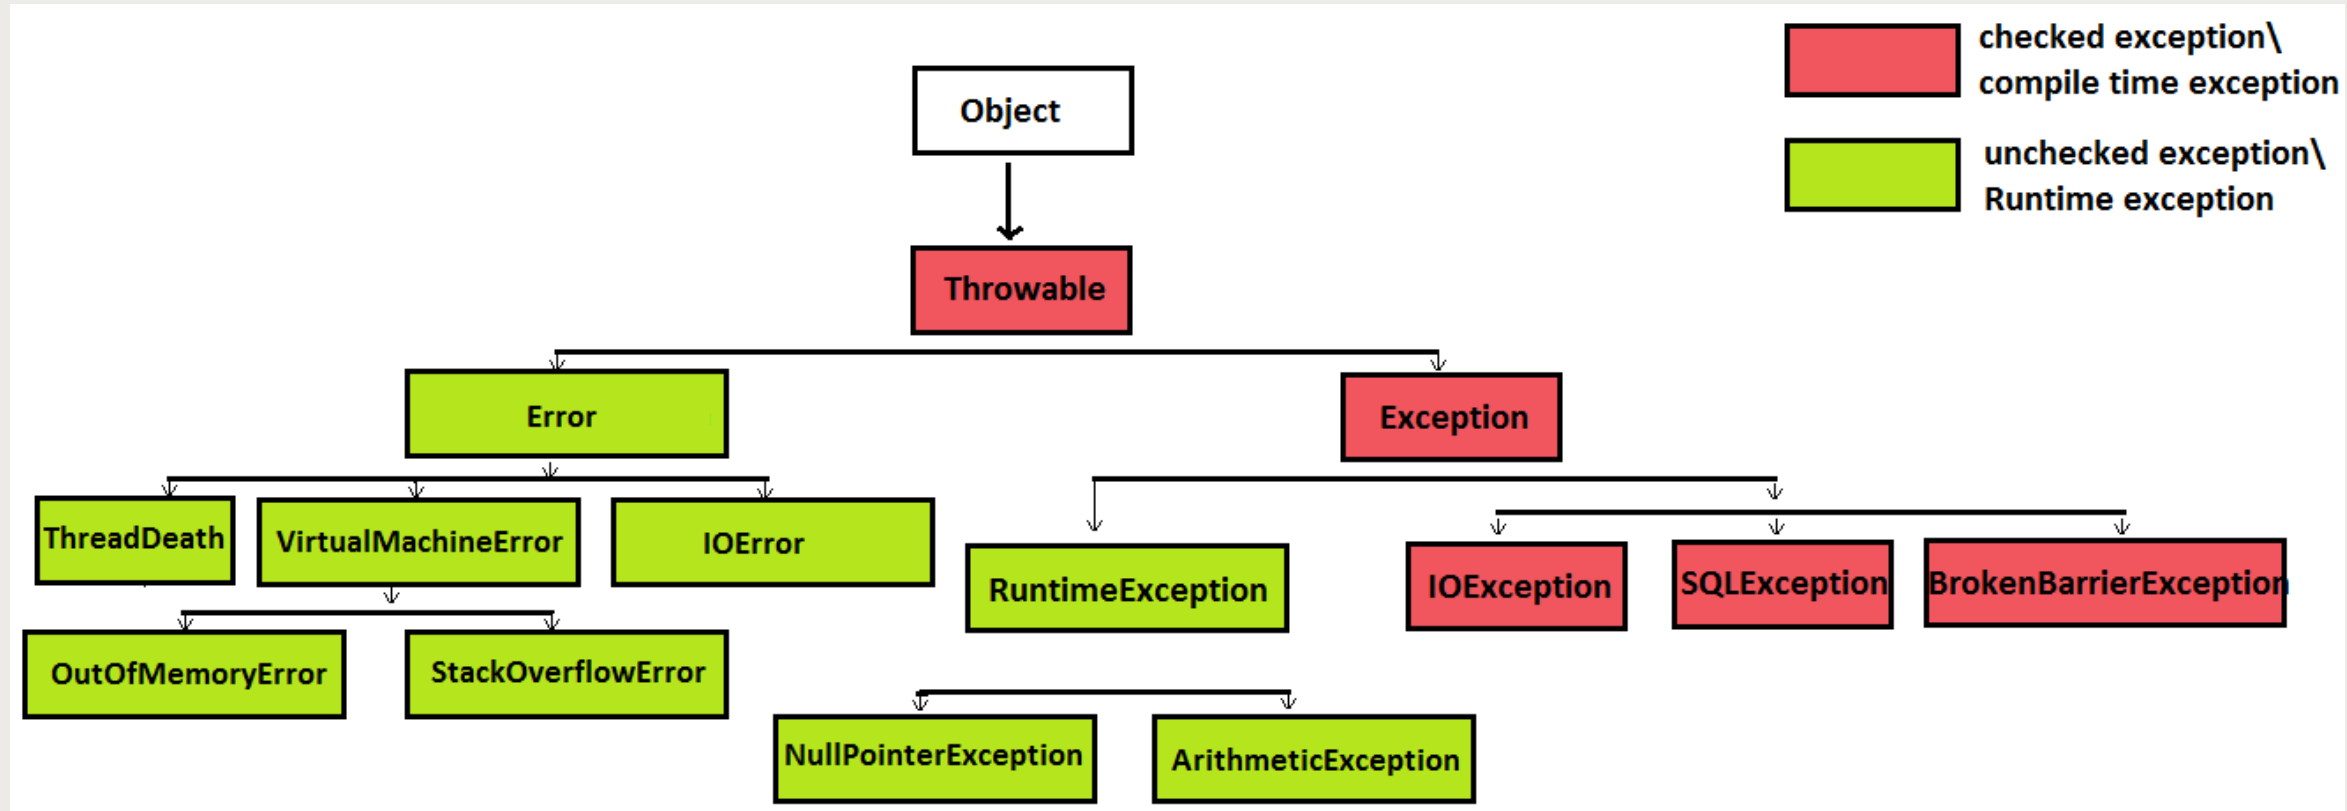 checked exception\
compile time exception
unchecked exception\
Runtime exception
Object
Throwable
Error
Exception
ThreadDeath
VirtualMachineError
IOError
RuntimeException
IOException
SQLException
BrokenBarrierException
OutOfMemoryError
StackOverflowError
NullPointerException
ArithmeticException